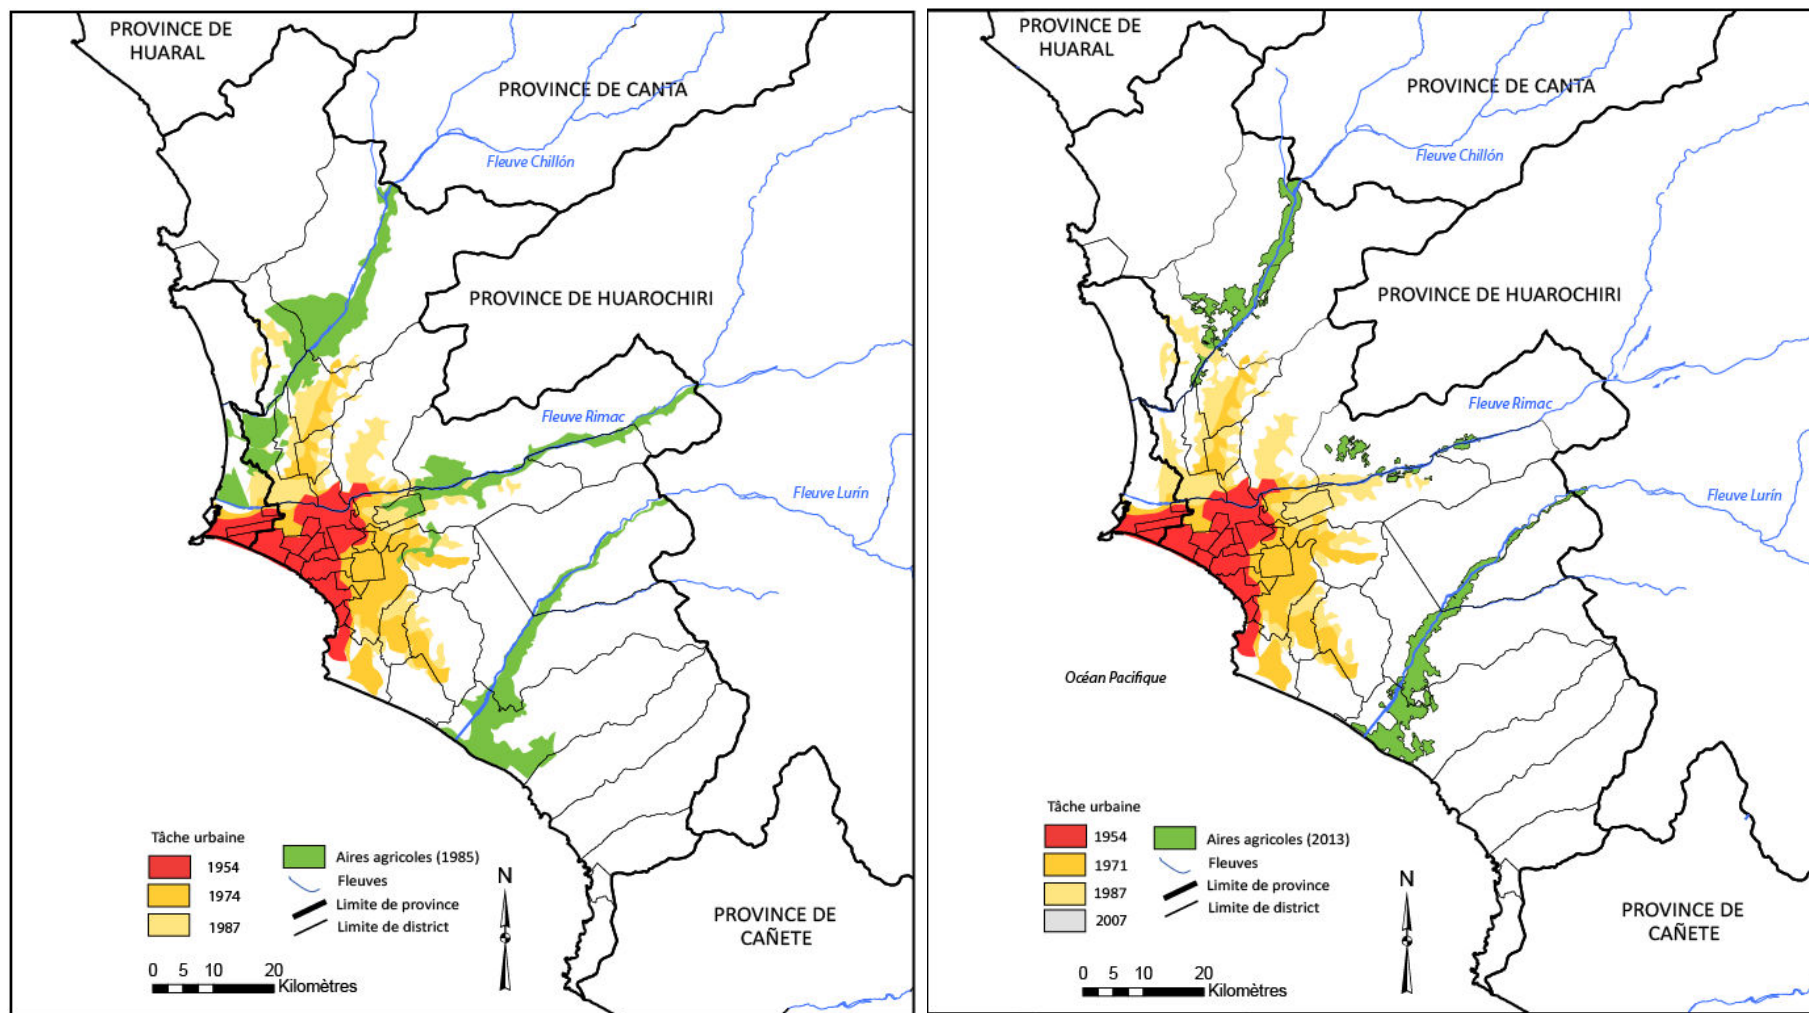 PROVINCE DE
HUARAL
PROVINCE DE CANTA
Fleuve Chillón
PROVINCE DE HUAROCHIRI
Fleuve Rimac
Fleuve Lurín
Tâche urbaine
1954
1974
1987
Aires agricoles (1985)
Fleuves
Limite de province
Limite de district
N
0 5 10 20
Kilomètres
PROVINCE DE
CAÑETE
PROVINCE DE
HUARAL
PROVINCE DE CANTA
Fleuve Chillón
PROVINCE DE HUAROCHIRI
Fleuve Rimac
Fleuve Lurín
Océan Pacifique
Tâche urbaine
1954
1971
1987
2007
Aires agricoles (2013)
Fleuves
Limite de province
Limite de district
N
0 5 10 20
Kilomètres
PROVINCE DE
CAÑETE